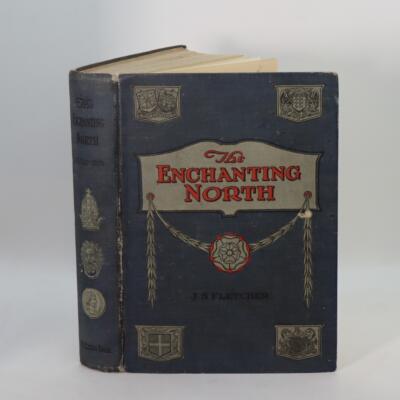 The
ENCHANTING
NORTH
The
ENCHANTING
NORTH
J. S. FLETCHER